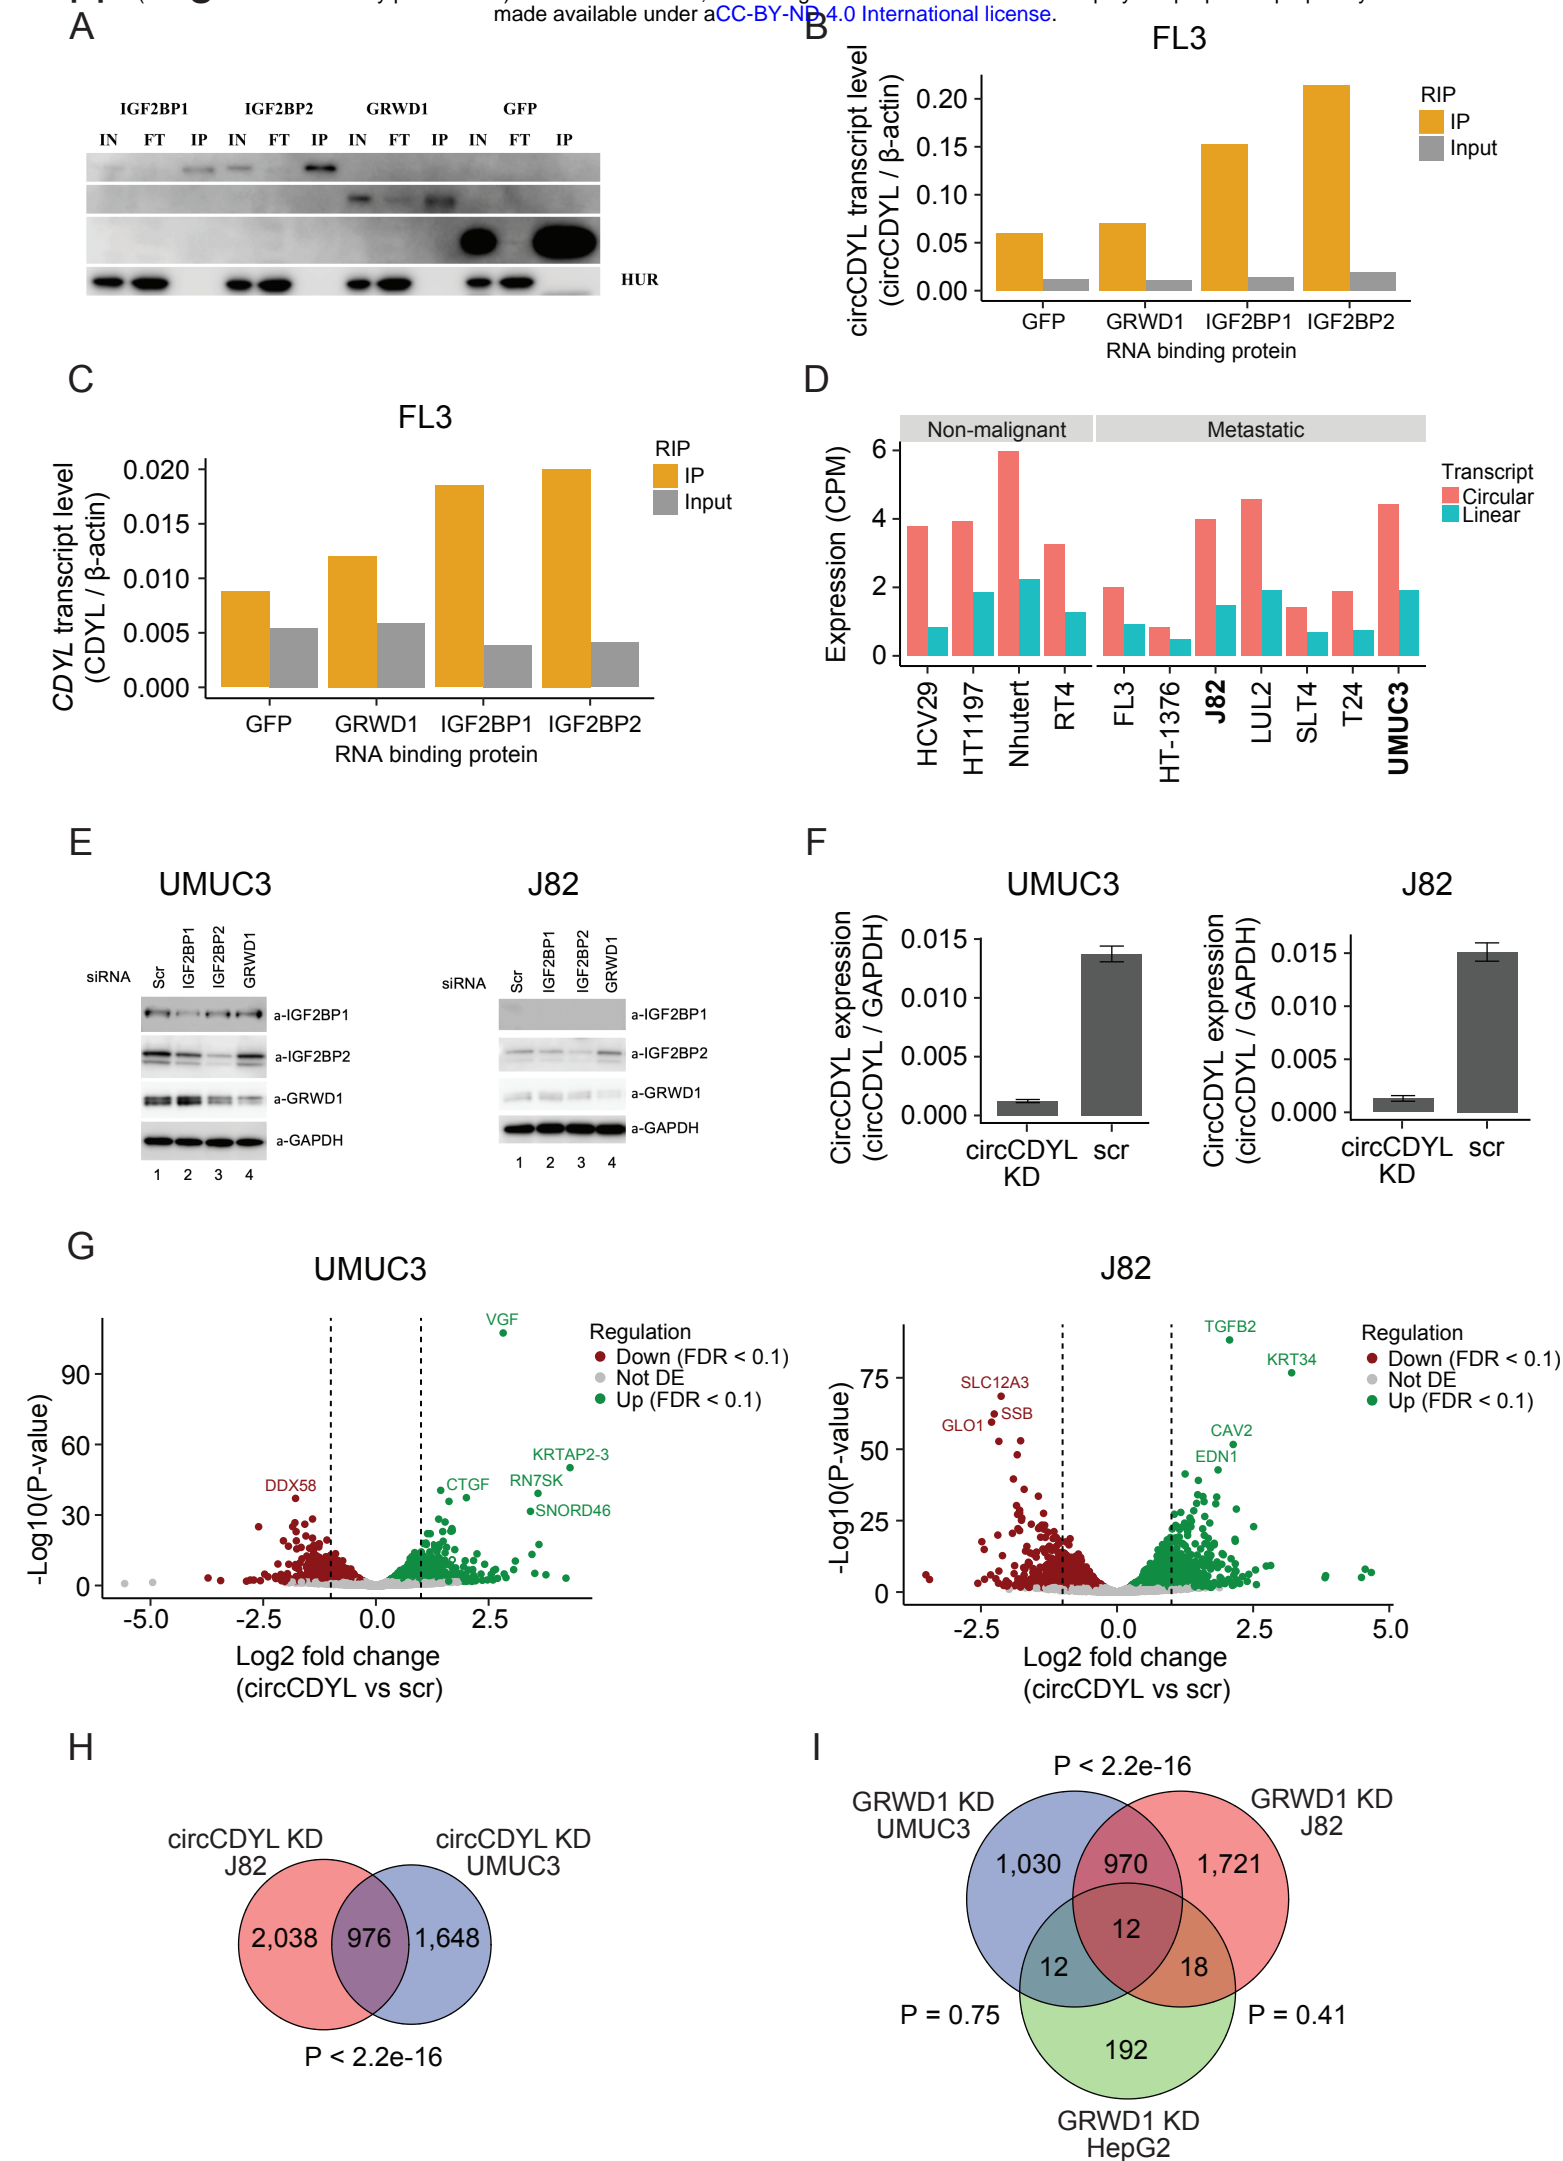 made available under aCC-BY-ND 4.0 International license.
A
IGF2BP1 IGF2BP2 GRWD1 GFP
IN FT IP IN FT IP IN FT IP IN FT IP
HUR
B
FL3
circCDYL transcript level
(circCDYL / β-actin)
0.20
0.15
0.10
0.05
0.00
GFP GRWD1 IGF2BP1 IGF2BP2
RNA binding protein
RIP
IP
Input
C
FL3
CDYL transcript level
(CDYL / β-actin)
0.020
0.015
0.010
0.005
0.000
GFP GRWD1 IGF2BP1 IGF2BP2
RNA binding protein
RIP
IP
Input
D
Non-malignant Metastatic
Expression (CPM)
6
4
2
0
HCV29 HT1197 Nhutert RT4 FL3 HT-1376 J82 LUL2 SLT4 T24 UMUC3
Transcript
Circular
Linear
E
UMUC3
siRNA Scr IGF2BP1 IGF2BP2 GRWD1
a-IGF2BP1
a-IGF2BP2
a-GRWD1
a-GAPDH
1 2 3 4
J82
siRNA Scr IGF2BP1 IGF2BP2 GRWD1
a-IGF2BP1
a-IGF2BP2
a-GRWD1
a-GAPDH
1 2 3 4
F
UMUC3
CircCDYL expression
(circCDYL / GAPDH)
0.015
0.010
0.005
0.000
circCDYL scr
KD
J82
CircCDYL expression
(circCDYL / GAPDH)
0.015
0.010
0.005
0.000
circCDYL scr
KD
G
UMUC3
-Log10(P-value)
90
60
30
0
VGF
KRTAP2-3
RN7SK
CTGF
SNORD46
DDX58
-5.0 -2.5 0.0 2.5
Log2 fold change
(circCDYL vs scr)
Regulation
Down (FDR < 0.1)
Not DE
Up (FDR < 0.1)
J82
-Log10(P-value)
75
50
25
0
TGFB2
KRT34
SLC12A3
SSB
GLO1
CAV2
EDN1
-2.5 0.0 2.5 5.0
Log2 fold change
(circCDYL vs scr)
Regulation
Down (FDR < 0.1)
Not DE
Up (FDR < 0.1)
H
circCDYL KD
J82
circCDYL KD
UMUC3
2,038 976 1,648
P < 2.2e-16
I
P < 2.2e-16
GRWD1 KD
UMUC3
GRWD1 KD
J82
1,030 970 1,721
12
12 18
P = 0.75 P = 0.41
192
GRWD1 KD
HepG2